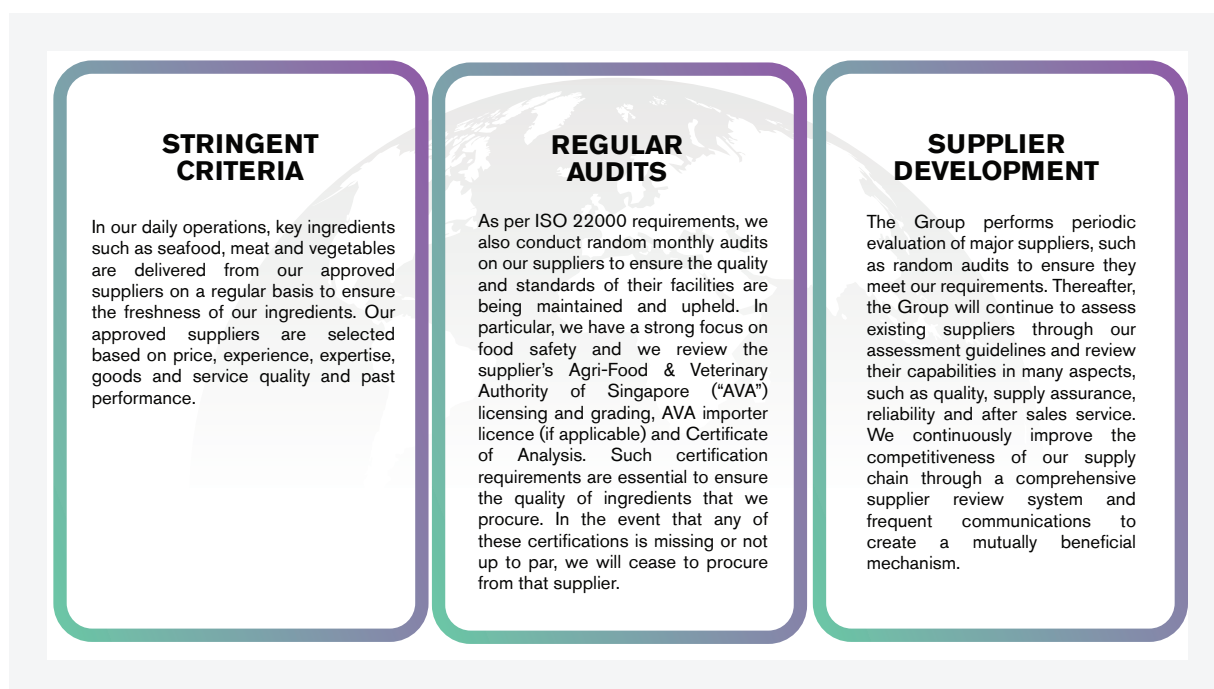 STRINGENT
CRITERIA
In our daily operations, key ingredients
such as seafood, meat and vegetables
are delivered from our approved
suppliers on a regular basis to ensure
the freshness of our ingredients. Our
approved suppliers are selected
based on price, experience, expertise,
goods and service quality and past
performance.
REGULAR
AUDITS
As per ISO 22000 requirements, we
also conduct random monthly audits
on our suppliers to ensure the quality
and standards of their facilities are
being maintained and upheld. In
particular, we have a strong focus on
food safety and we review the
supplier’s Agri-Food & Veterinary
Authority of Singapore (“AVA”)
licensing and grading, AVA importer
licence (if applicable) and Certificate
of Analysis. Such certification
requirements are essential to ensure
the quality of ingredients that we
procure. In the event that any of
these certifications is missing or not
up to par, we will cease to procure
from that supplier.
SUPPLIER
DEVELOPMENT
The Group performs periodic
evaluation of major suppliers, such
as random audits to ensure they
meet our requirements. Thereafter,
the Group will continue to assess
existing suppliers through our
assessment guidelines and review
their capabilities in many aspects,
such as quality, supply assurance,
reliability and after sales service.
We continuously improve the
competitiveness of our supply
chain through a comprehensive
supplier review system and
frequent communications to
create a mutually beneficial
mechanism.